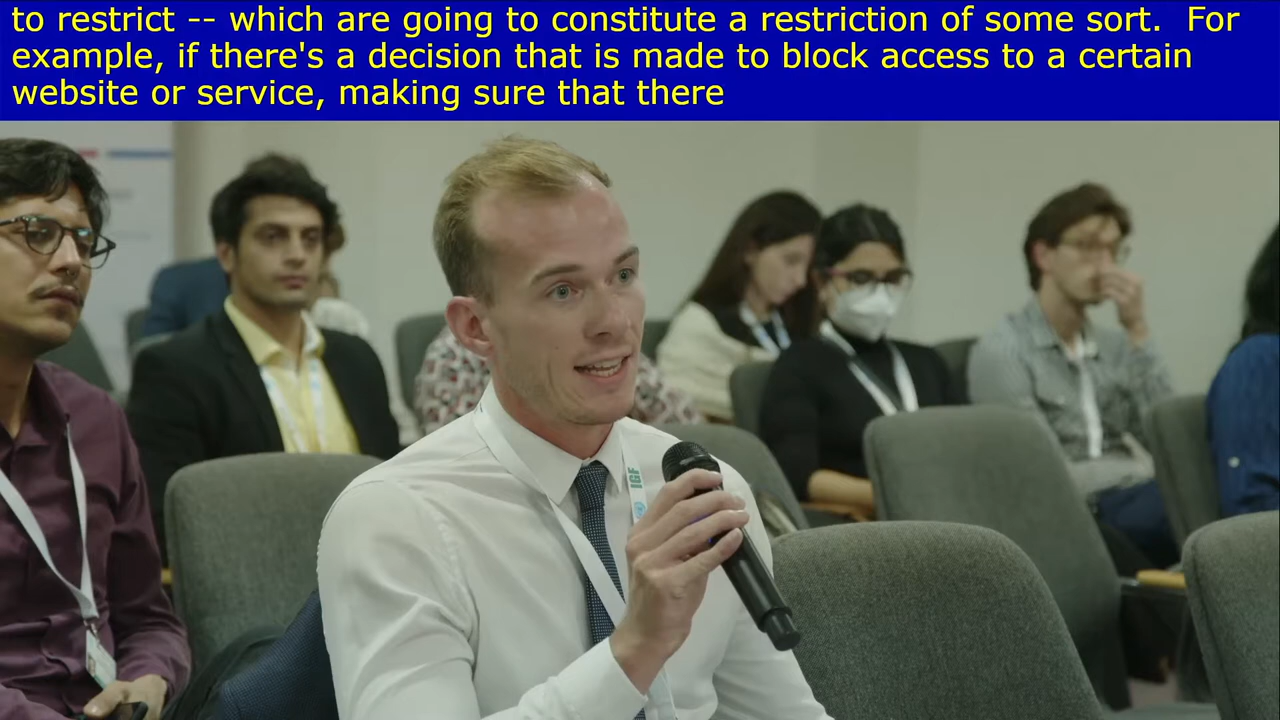 to restrict -- which are going to constitute a restriction of some sort.  For
example, if there's a decision that is made to block access to a certain
website or service, making sure that there
IGF